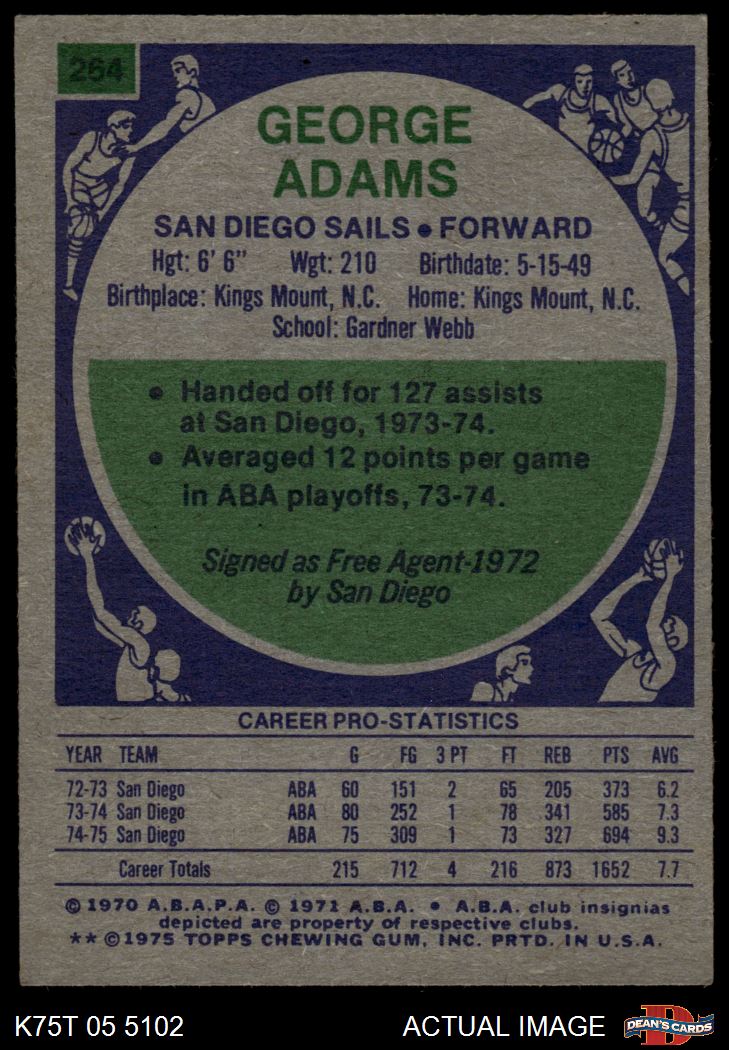 264
GEORGE
ADAMS
SAN DIEGO SAILS • FORWARD
Hgt: 6' 6" Wgt: 210 Birthdate: 5-15-49
Birthplace: Kings Mount, N.C. Home: Kings Mount, N.C.
School: Gardner Webb
• Handed off for 127 assists
at San Diego, 1973-74.
• Averaged 12 points per game
in ABA playoffs, 73-74.
Signed as Free Agent-1972
by San Diego
CAREER PRO-STATISTICS
YEAR TEAM G FG 3 PT FT REB PTS AVG
72-73 San Diego ABA 60 151 2 65 205 373 6.2
73-74 San Diego ABA 80 252 1 78 341 585 7.3
74-75 San Diego ABA 75 309 1 73 327 694 9.3
Career Totals 215 712 4 216 873 1652 7.7
© 1970 A.B.A.P.A. © 1971 A.B.A. • A.B.A. club insignias
depicted are property of respective clubs.
** ©1975 TOPPS CHEWING GUM, INC. PRTD. IN U.S.A.
K75T 05 5102 ACTUAL IMAGE DEAN'S CARDS